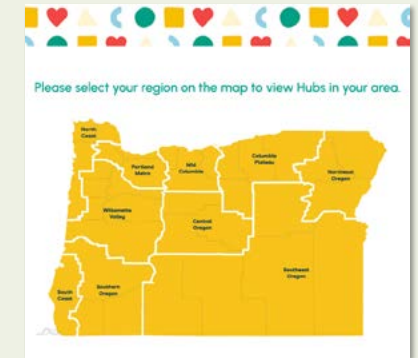 Please select your region on the map to view Hubs in your area.
North
Coast
Portland
Metro
Mid
Columbia
Columbia
Plateau
Northeast
Oregon
Willamette
Valley
Central
Oregon
Southeast
Oregon
South
Coast
Southern
Oregon